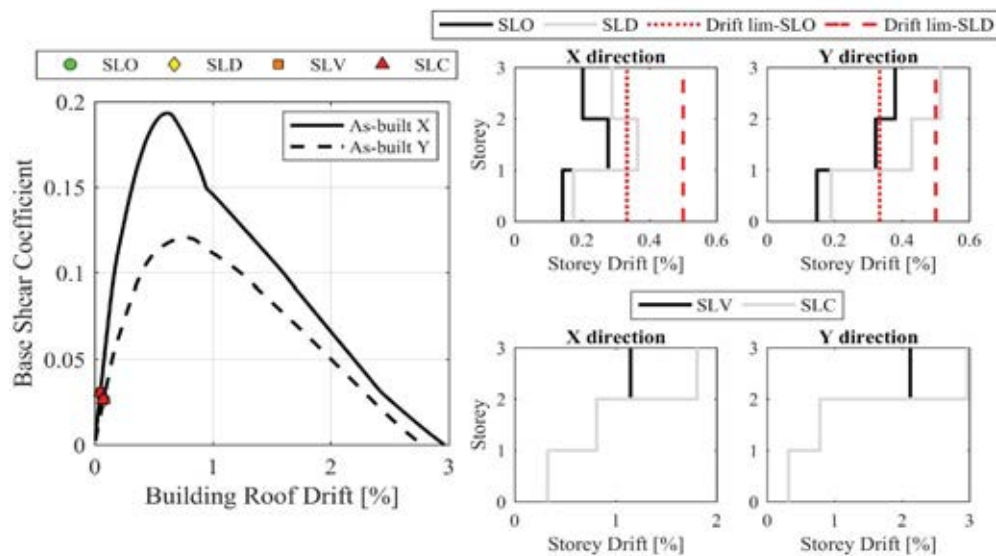 SLO SLD Drift lim-SLO Drift lim-SLD
SLO SLD SLV SLC
0.2
0.15
0.1
0.05
0
As-built X
As-built Y
Base Shear Coefficient
0 1 2 3
Building Roof Drift [%]
X direction
3
2
1
0
Storey
0 0.2 0.4 0.6
Storey Drift [%]
Y direction
3
2
1
0
0 0.2 0.4 0.6
Storey Drift [%]
SLV SLC
X direction
3
2
1
0
Storey
0 1 2
Storey Drift [%]
Y direction
3
2
1
0
0 1 2 3
Storey Drift [%]